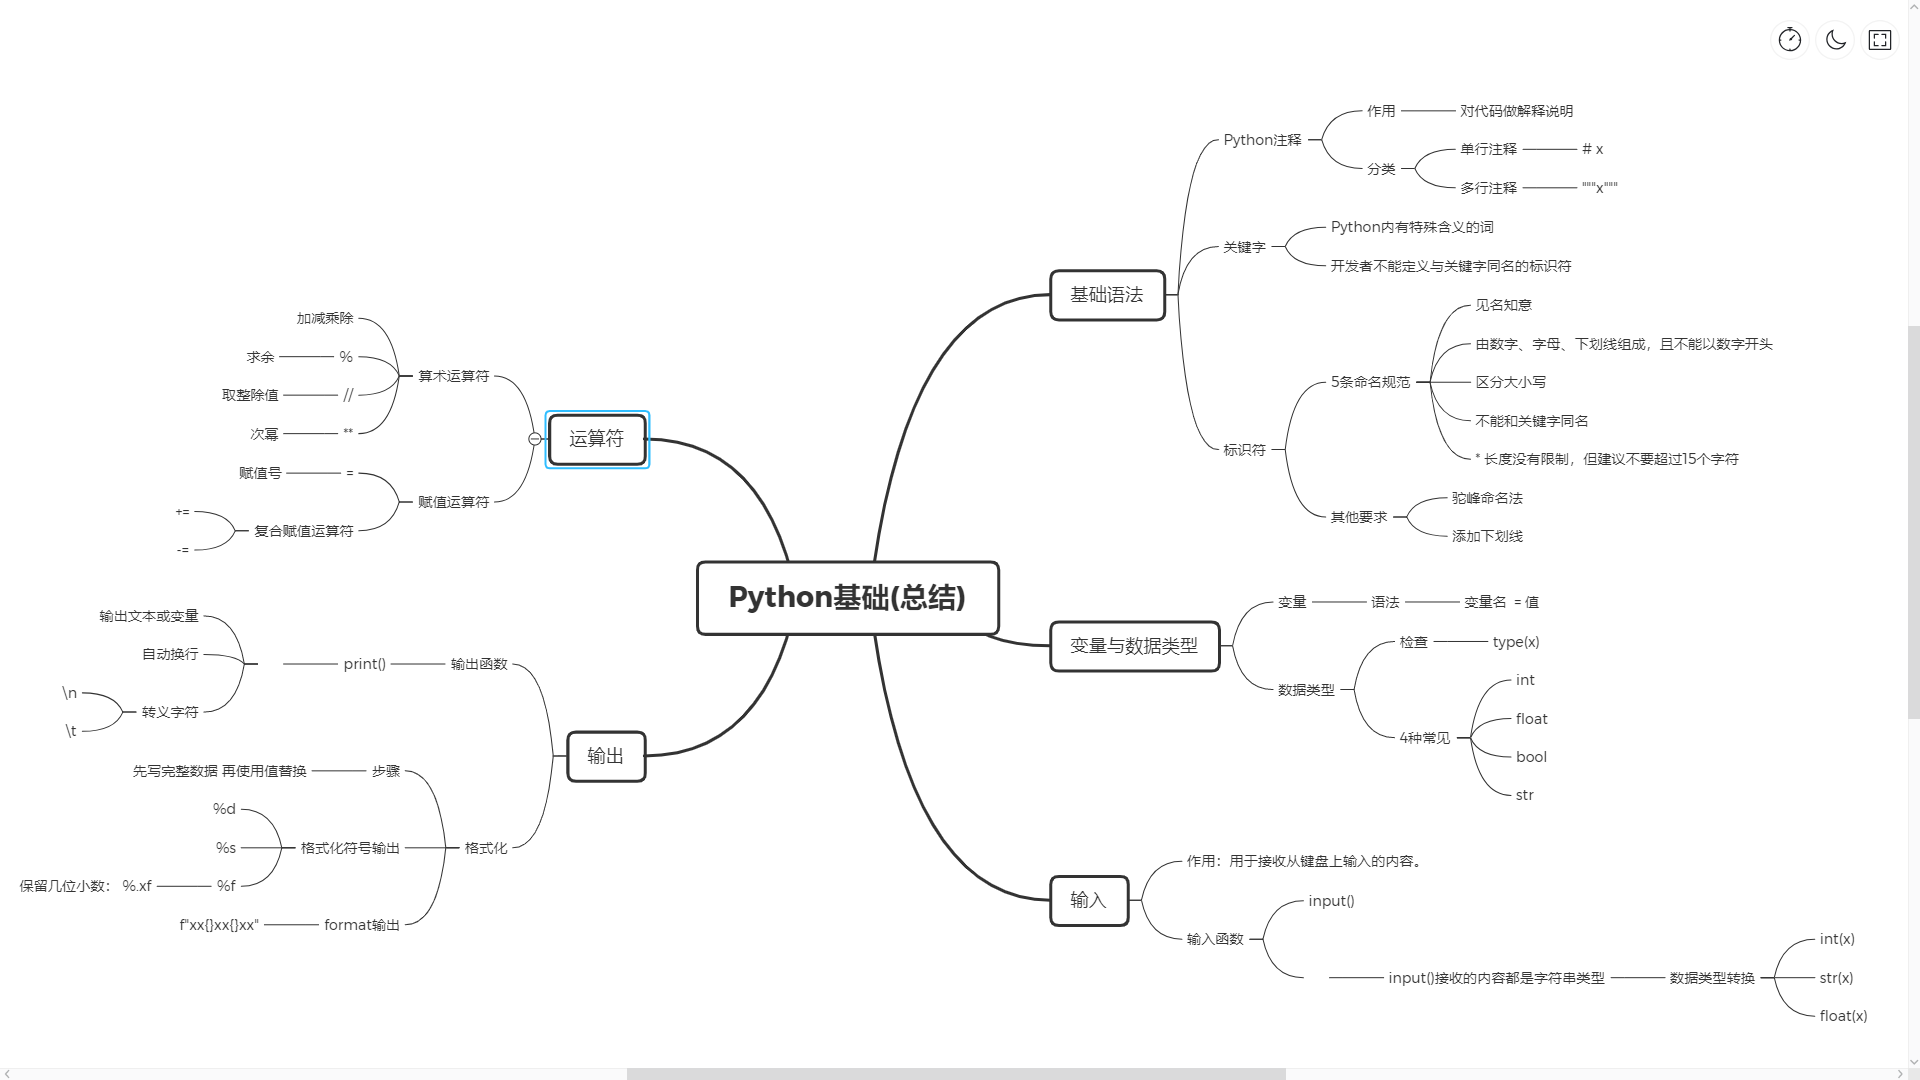 Python基础(总结)
基础语法
Python注释
作用
对代码做解释说明
分类
单行注释
# x
多行注释
"""x"""
关键字
Python内有特殊含义的词
开发者不能定义与关键字同名的标识符
标识符
5条命名规范
见名知意
由数字、字母、下划线组成，且不能以数字开头
区分大小写
不能和关键字同名
* 长度没有限制，但建议不要超过15个字符
其他要求
驼峰命名法
添加下划线
变量与数据类型
变量
语法
变量名 = 值
数据类型
检查
type(x)
4种常见
int
float
bool
str
输入
作用：用于接收从键盘上输入的内容。
输入函数
input()
input()接收的内容都是字符串类型
数据类型转换
int(x)
str(x)
float(x)
运算符
算术运算符
加减乘除
%
求余
//
取整除值
**
次幂
赋值运算符
=
赋值号
复合赋值运算符
+=
-=
输出
输出函数
print()
输出文本或变量
自动换行
转义字符
\n
\t
格式化
步骤
先写完整数据 再使用值替换
格式化符号输出
%d
%s
%f
保留几位小数： %.xf
format输出
f"xx{}xx{}xx"